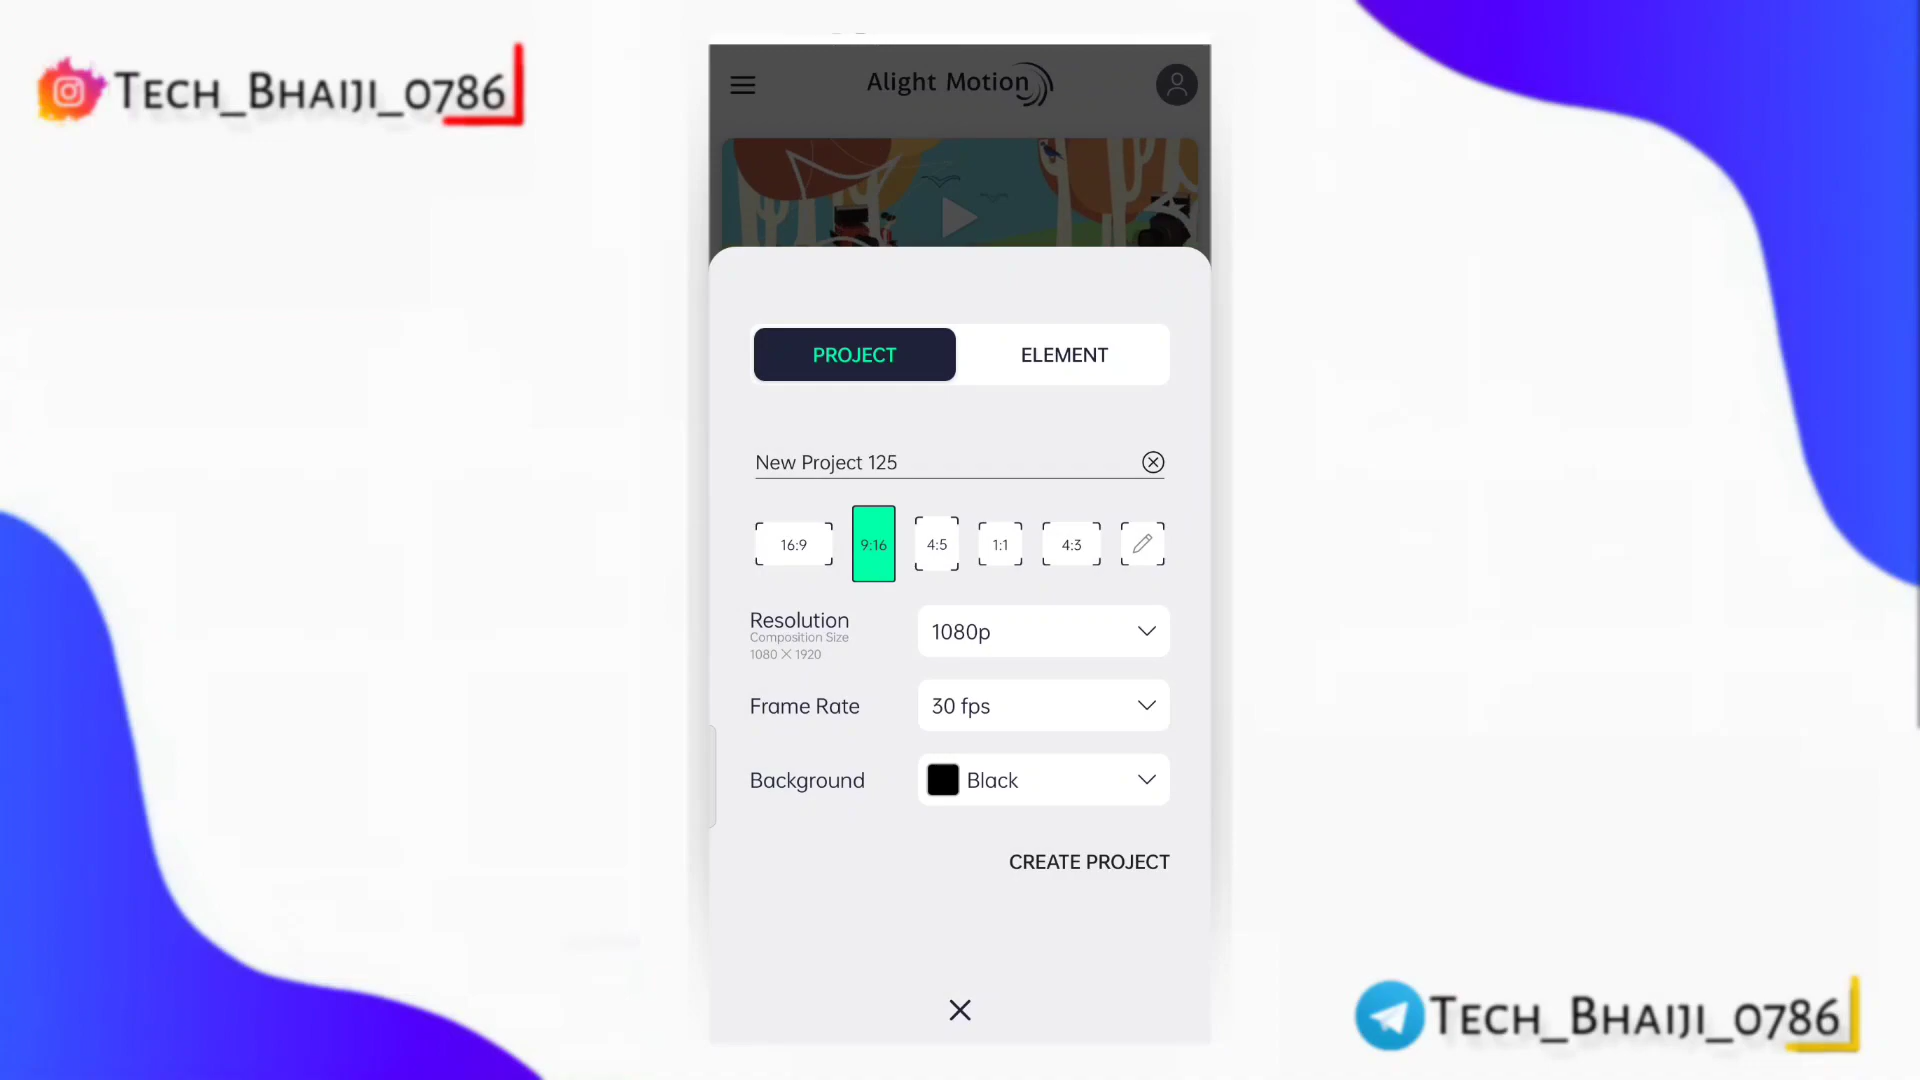 Tech_Bhaiji_0786
Alight Motion
PROJECT
ELEMENT
New Project 125
16:9
9:16
4:5
1:1
4:3
Resolution
Composition Size
1080 X 1920
1080p
Frame Rate
30 fps
Background
Black
CREATE PROJECT
Tech_Bhaiji_0786